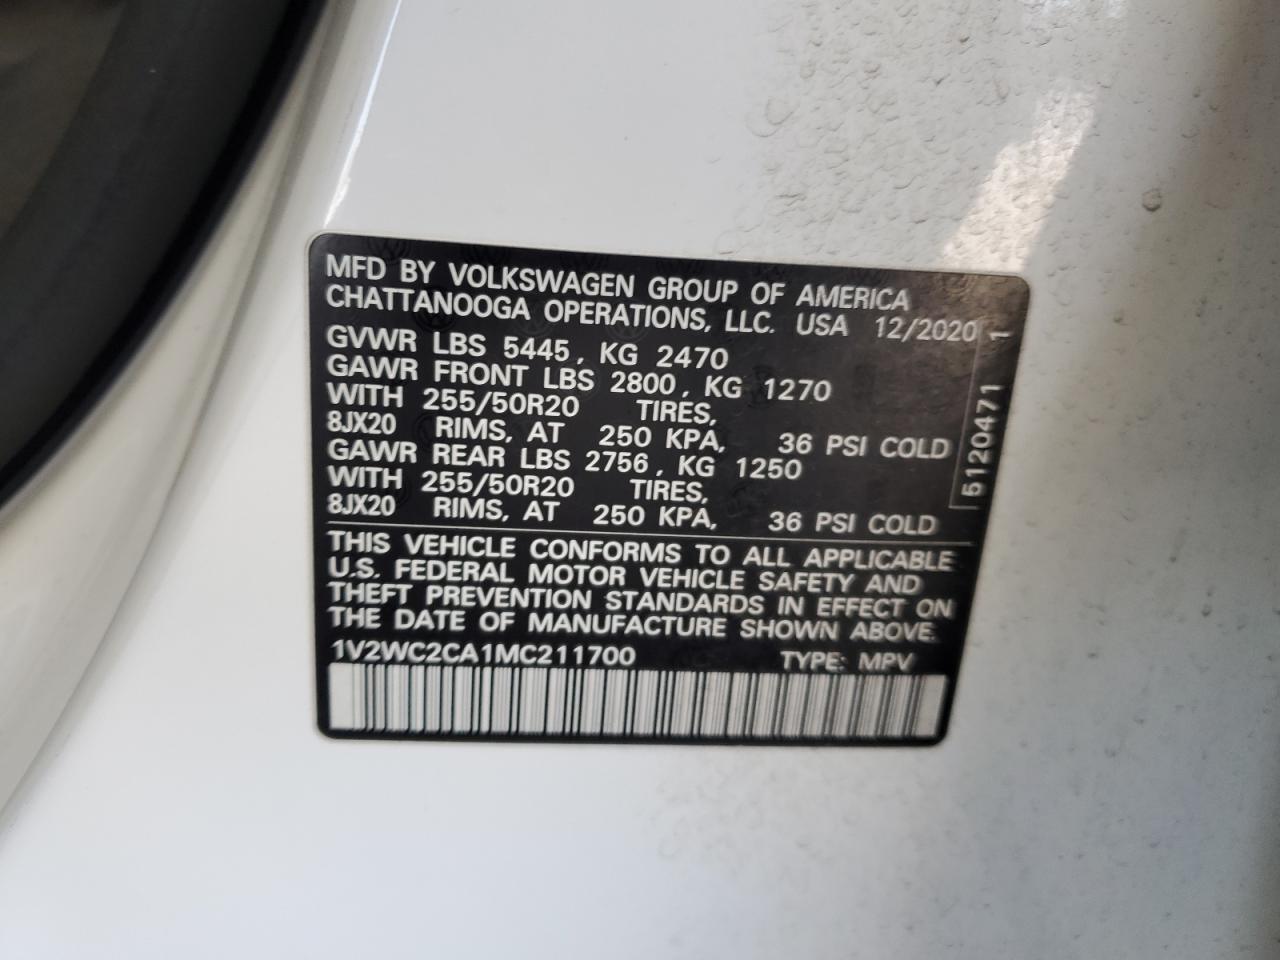 MFD BY VOLKSWAGEN GROUP OF AMERICA
CHATTANOOGA OPERATIONS, LLC. USA 12/2020 1
GVWR LBS 5445, KG 2470
GAWR FRONT LBS 2800, KG 1270
WITH 255/50R20 TIRES,
8JX20 RIMS, AT 250 KPA, 36 PSI COLD
GAWR REAR LBS 2756, KG 1250
WITH 255/50R20 TIRES,
8JX20 RIMS, AT 250 KPA, 36 PSI COLD
5120471
THIS VEHICLE CONFORMS TO ALL APPLICABLE
U.S. FEDERAL MOTOR VEHICLE SAFETY AND
THEFT PREVENTION STANDARDS IN EFFECT ON
THE DATE OF MANUFACTURE SHOWN ABOVE.
1V2WC2CA1MC211700 TYPE: MPV